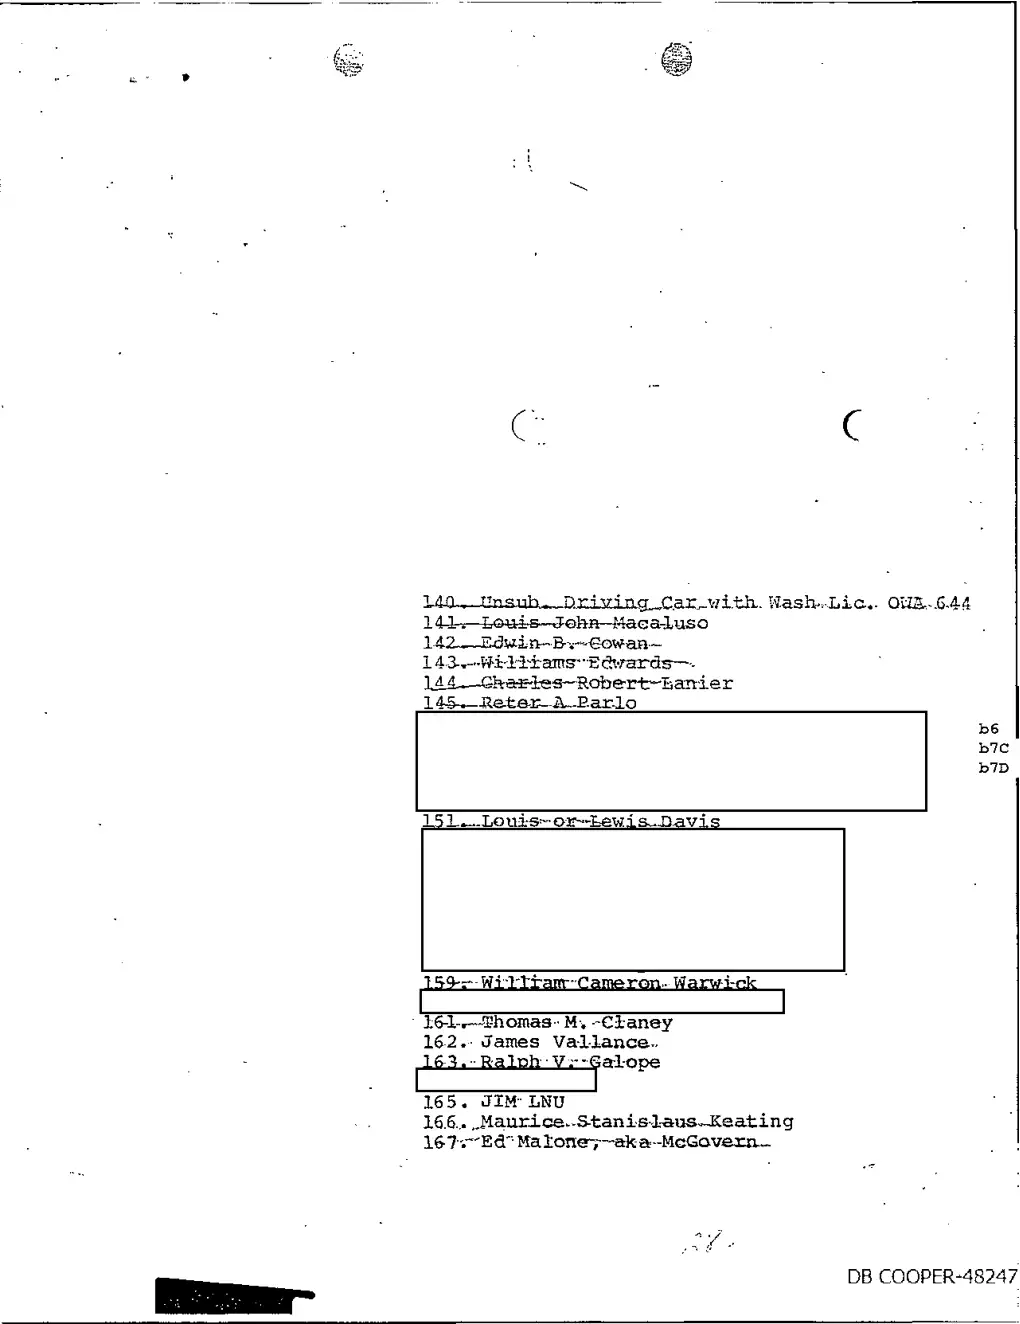 140. Unsub. Driving Car with Wash. Lic. OWA 644
141. Louis John Macaluso
142. Edwin B. Cowan
143. Williams Edwards
144. Charles Robert Lanier
145. Reter A Parlo
b6
b7C
b7D
151. Louis or Lewis Davis
159. William Cameron Warwick
161. Thomas M. Claney
162. James Vallance
163. Ralph V. Galope
165. JIM LNU
166. Maurice Stanislaus Keating
167. Ed Malone, aka McGovern
DB COOPER-48247